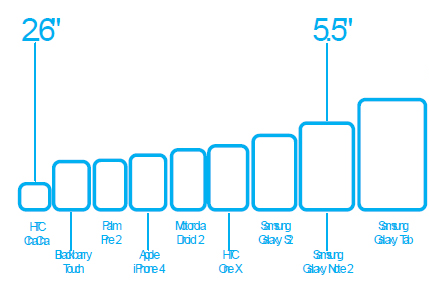 2.6"
5.5"
HTC
ChaCha
Blackberry
Touch
Palm
Pre 2
Apple
iPhone 4
Motorola
Droid 2
HTC
One X
Samsung
Galaxy S2
Samsung
Galaxy Note 2
Samsung
Galaxy Tab